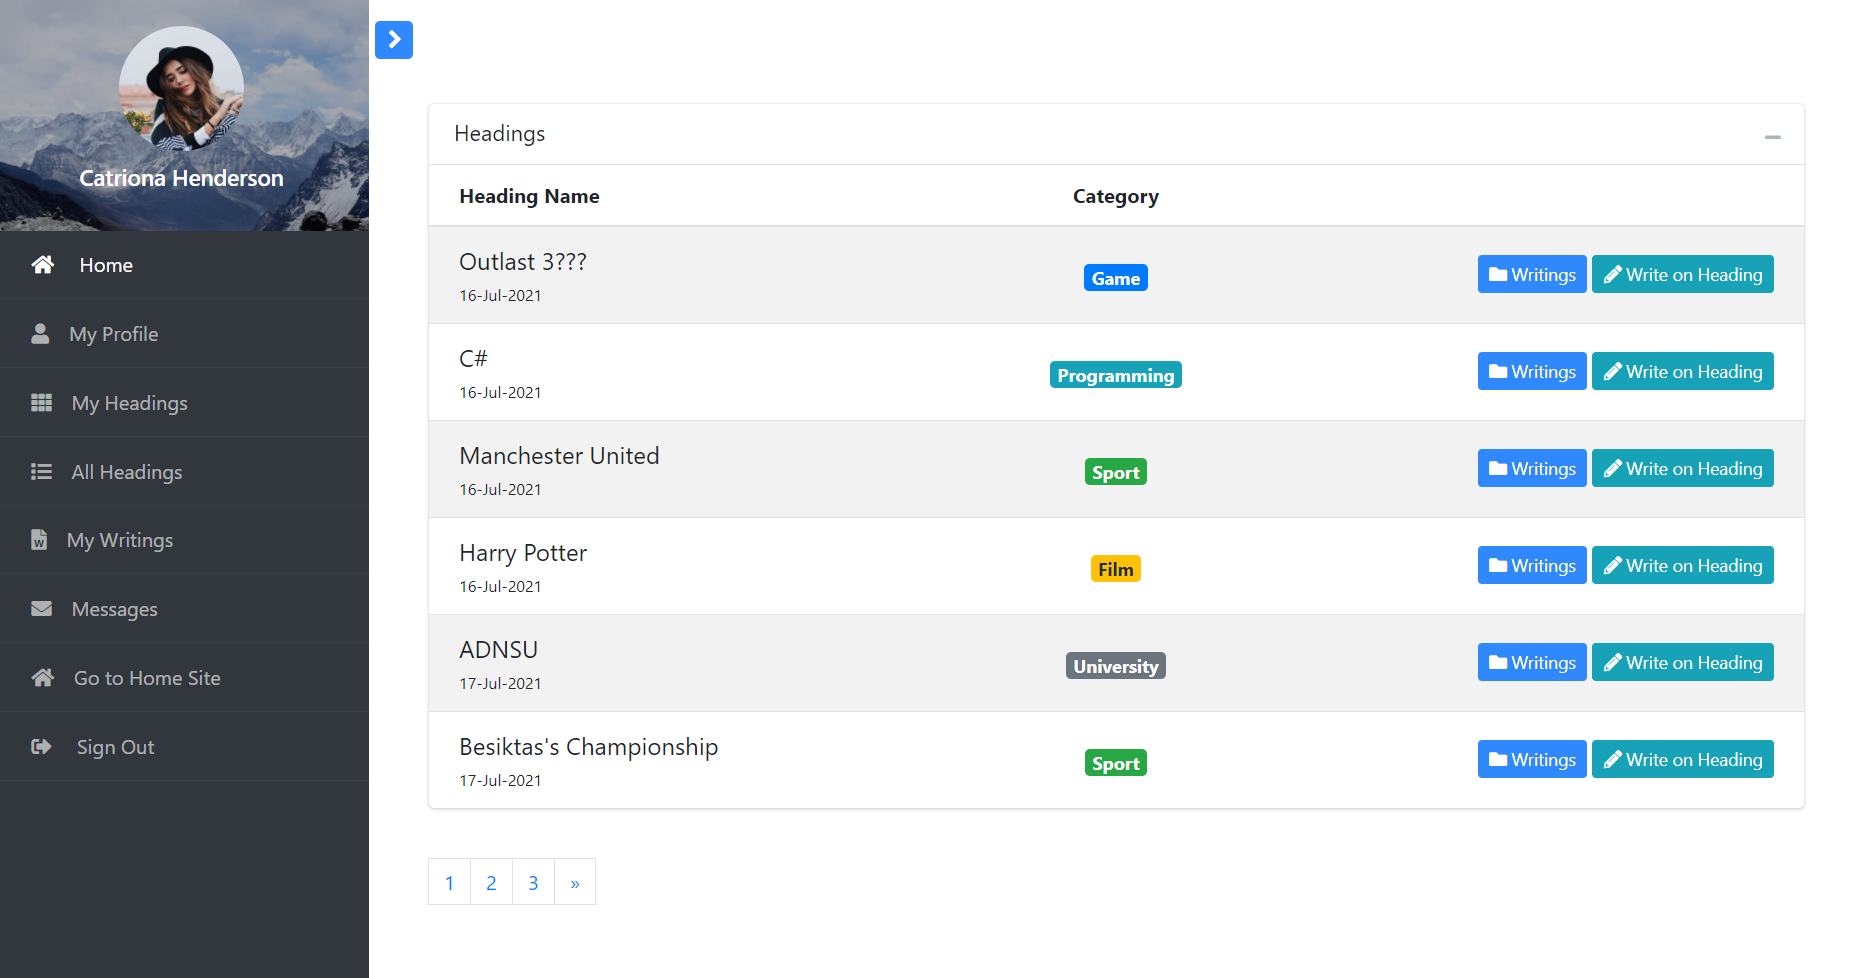 Catriona Henderson
Home
My Profile
My Headings
All Headings
My Writings
Messages
Go to Home Site
Sign Out
Headings
Heading Name Category
Outlast 3???
16-Jul-2021
Game Writings Write on Heading
C#
16-Jul-2021
Programming Writings Write on Heading
Manchester United
16-Jul-2021
Sport Writings Write on Heading
Harry Potter
16-Jul-2021
Film Writings Write on Heading
ADNSU
17-Jul-2021
University Writings Write on Heading
Besiktas's Championship
17-Jul-2021
Sport Writings Write on Heading
1 2 3 »